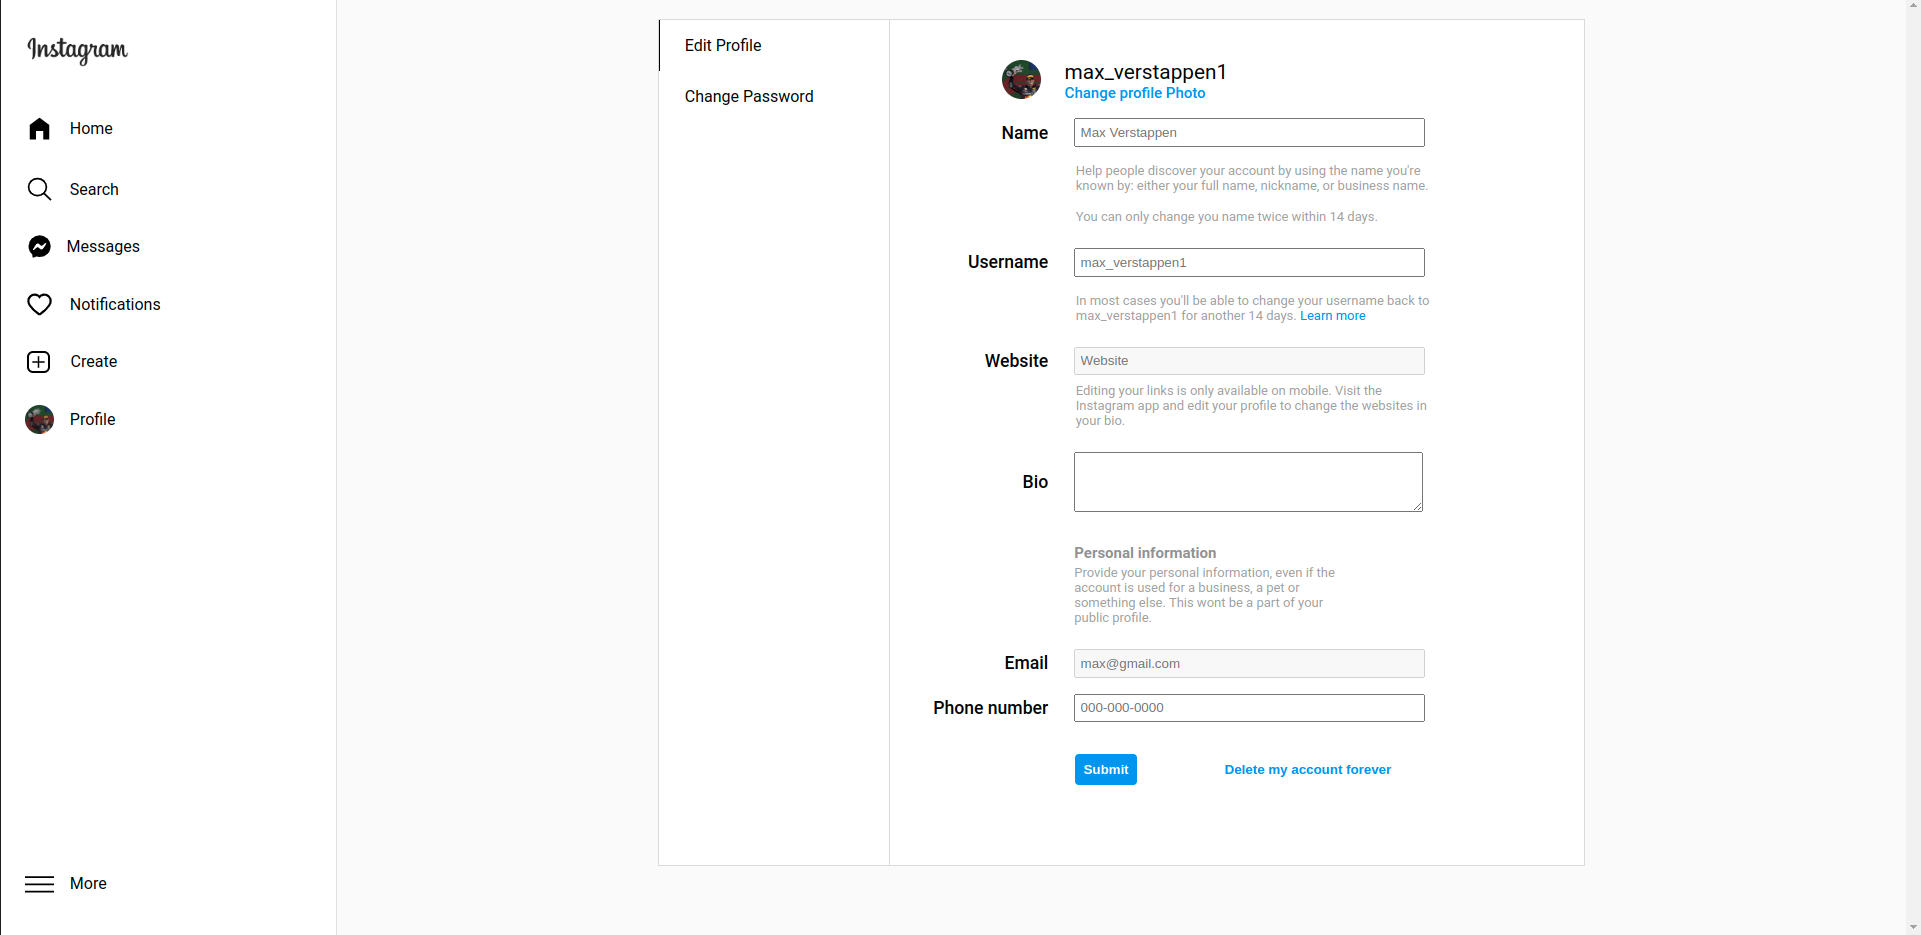 Instagram
Home
Search
Messages
Notifications
Create
Profile
More
Edit Profile
Change Password
max_verstappen1
Change profile Photo
Name
Max Verstappen
Help people discover your account by using the name you're
known by: either your full name, nickname, or business name.
You can only change you name twice within 14 days.
Username
max_verstappen1
In most cases you'll be able to change your username back to
max_verstappen1 for another 14 days. Learn more
Website
Website
Editing your links is only available on mobile. Visit the
Instagram app and edit your profile to change the websites in
your bio.
Bio
Personal information
Provide your personal information, even if the
account is used for a business, a pet or
something else. This wont be a part of your
public profile.
Email
max@gmail.com
Phone number
000-000-0000
Submit
Delete my account forever